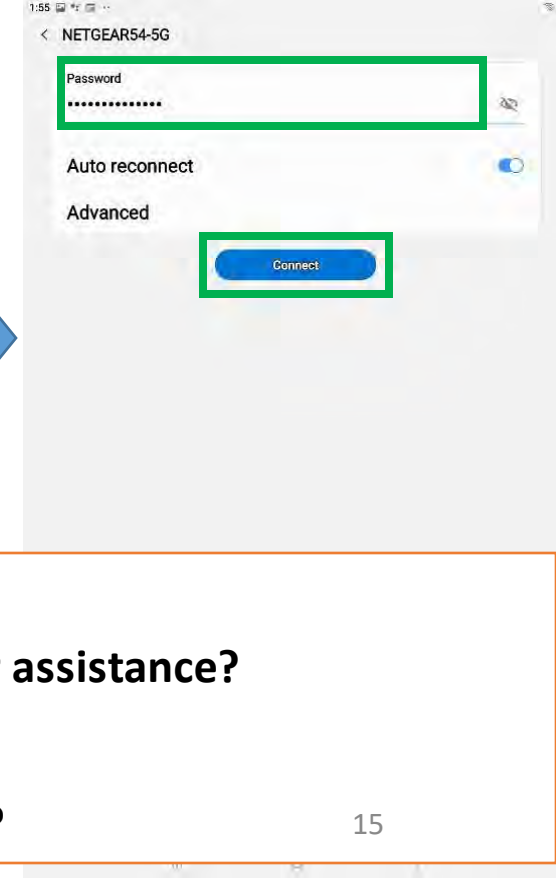 1:55
< NETGEAR54-5G
Password
••••••••••••••
Auto reconnect
Advanced
Connect
assistance?
15